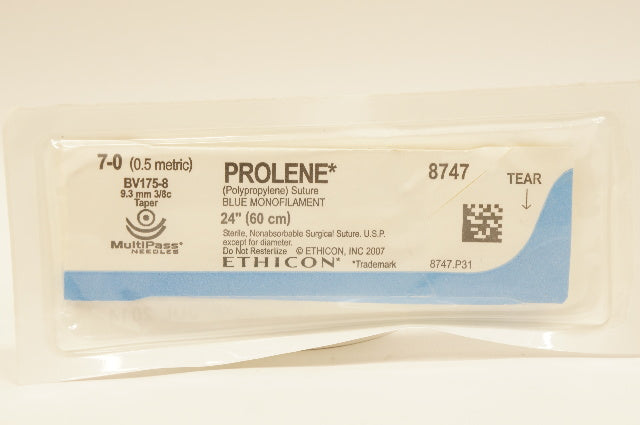 7-0 (0.5 metric)
BV175-8
9.3 mm 3/8c
Taper
MultiPass*
NEEDLES
PROLENE*
(Polypropylene) Suture
BLUE MONOFILAMENT
24" (60 cm)
Sterile, Nonabsorbable Surgical Suture. U.S.P.
except for diameter.
Do Not Resterilize © ETHICON, INC 2007
ETHICON* *Trademark
8747
TEAR
8747.P31